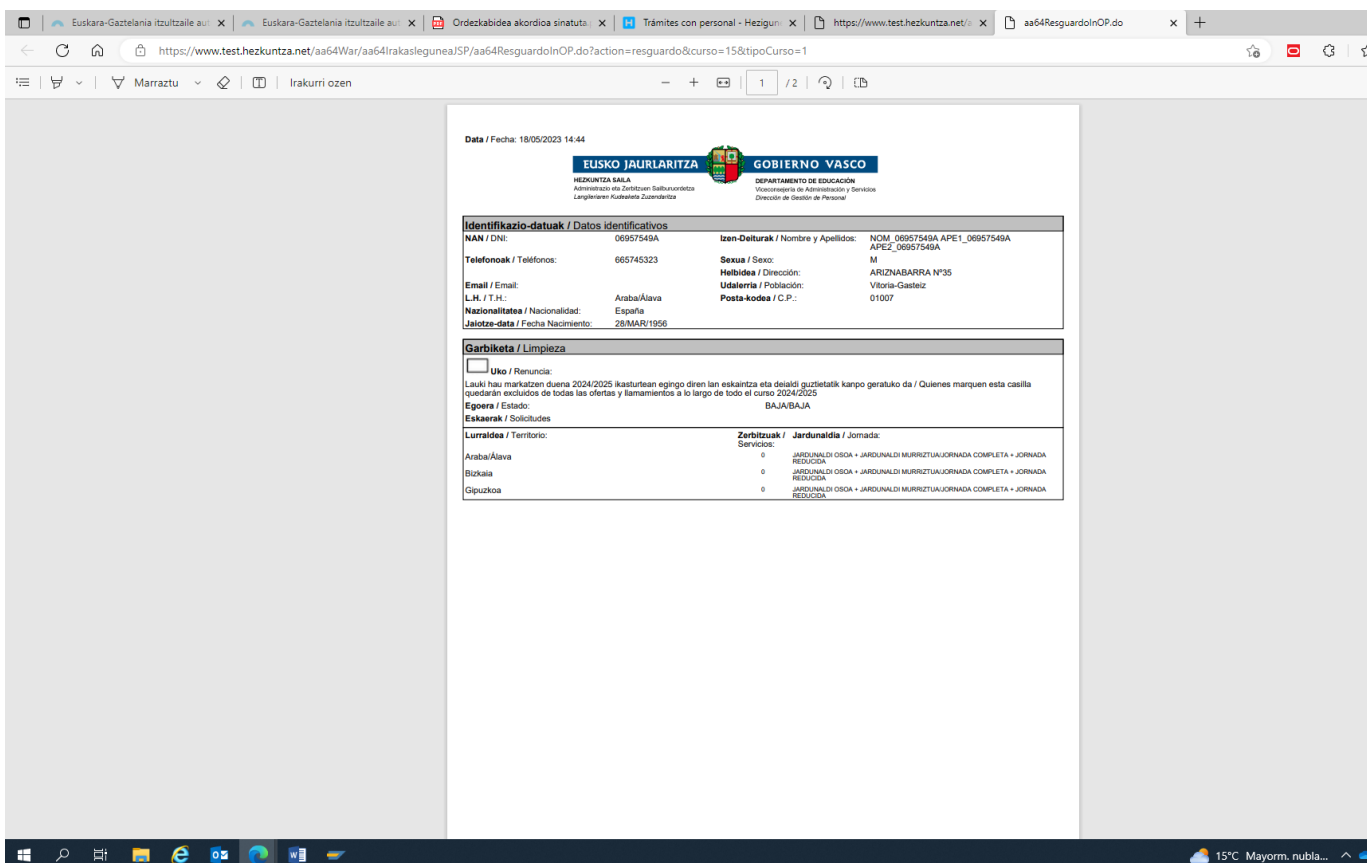 Euskara-Gaztelania itzultzaile aut
Euskara-Gaztelania itzultzaile aut
Ordezkabidea akordioa sinatuta.p
Trámites con personal - Hezigune
https://www.test.hezkuntza.net/a
aa64ResguardoInOP.do
https://www.test.hezkuntza.net/aa64War/aa64IrakasleguneaJSP/aa64ResguardoInOP.do?action=resguardo&curso=15&tipoCurso=1
Marraztu
Irakurri ozen
1 / 2
Data / Fecha: 18/05/2023 14:44
EUSKO JAURLARITZA GOBIERNO VASCO
HEZKUNTZA SAILA
Administrazio eta Zerbitzuen Sailburuordetza
Langileriaren Kudeaketa Zuzendaritza
DEPARTAMENTO DE EDUCACIÓN
Viceconsejería de Administración y Servicios
Dirección de Gestión de Personal
Identifikazio-datuak / Datos identificativos
NAN / DNI: 06957549A Izen-Deiturak / Nombre y Apellidos: NOM_06957549A APE1_06957549A
APE2_06957549A
Telefonoak / Teléfonos: 665745323 Sexua / Sexo: M
Helbidea / Dirección: ARIZNABARRA Nº35
Email / Email: Udalerria / Población: Vitoria-Gasteiz
L.H. / T.H.: Araba/Álava Posta-kodea / C.P.: 01007
Nazionalitatea / Nacionalidad: España
Jaiotze-data / Fecha Nacimiento: 28/MAR/1956
Garbiketa / Limpieza
Uko / Renuncia:
Lauki hau markatzen duena 2024/2025 ikasturtean egingo diren lan eskaintza eta deialdi guztietatik kanpo geratuko da / Quienes marquen esta casilla
quedarán excluidos de todas las ofertas y llamamientos a lo largo de todo el curso 2024/2025
Egoera / Estado: BAJA/BAJA
Eskaerak / Solicitudes
Lurraldea / Territorio: Zerbitzuak / Jardunaldia / Jornada:
Servicios:
Araba/Álava 0 JARDUNALDI OSOA + JARDUNALDI MURRIZTUA/JORNADA COMPLETA + JORNADA
REDUCIDA
Bizkaia 0 JARDUNALDI OSOA + JARDUNALDI MURRIZTUA/JORNADA COMPLETA + JORNADA
REDUCIDA
Gipuzkoa 0 JARDUNALDI OSOA + JARDUNALDI MURRIZTUA/JORNADA COMPLETA + JORNADA
REDUCIDA
15°C Mayorm. nubla...